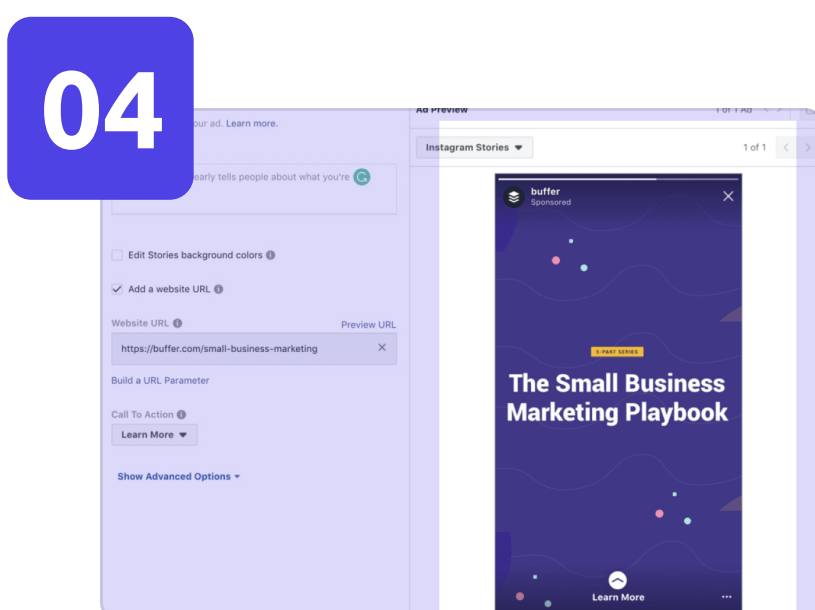 04
Ad Preview
1 of 1 Ad
our ad. Learn more.
Instagram Stories
1 of 1
early tells people about what you're
buffer
Sponsored
Edit Stories background colors
Add a website URL
Website URL
Preview URL
https://buffer.com/small-business-marketing
Build a URL Parameter
Call To Action
Learn More
Show Advanced Options
5-PART SERIES
The Small Business
Marketing Playbook
Learn More